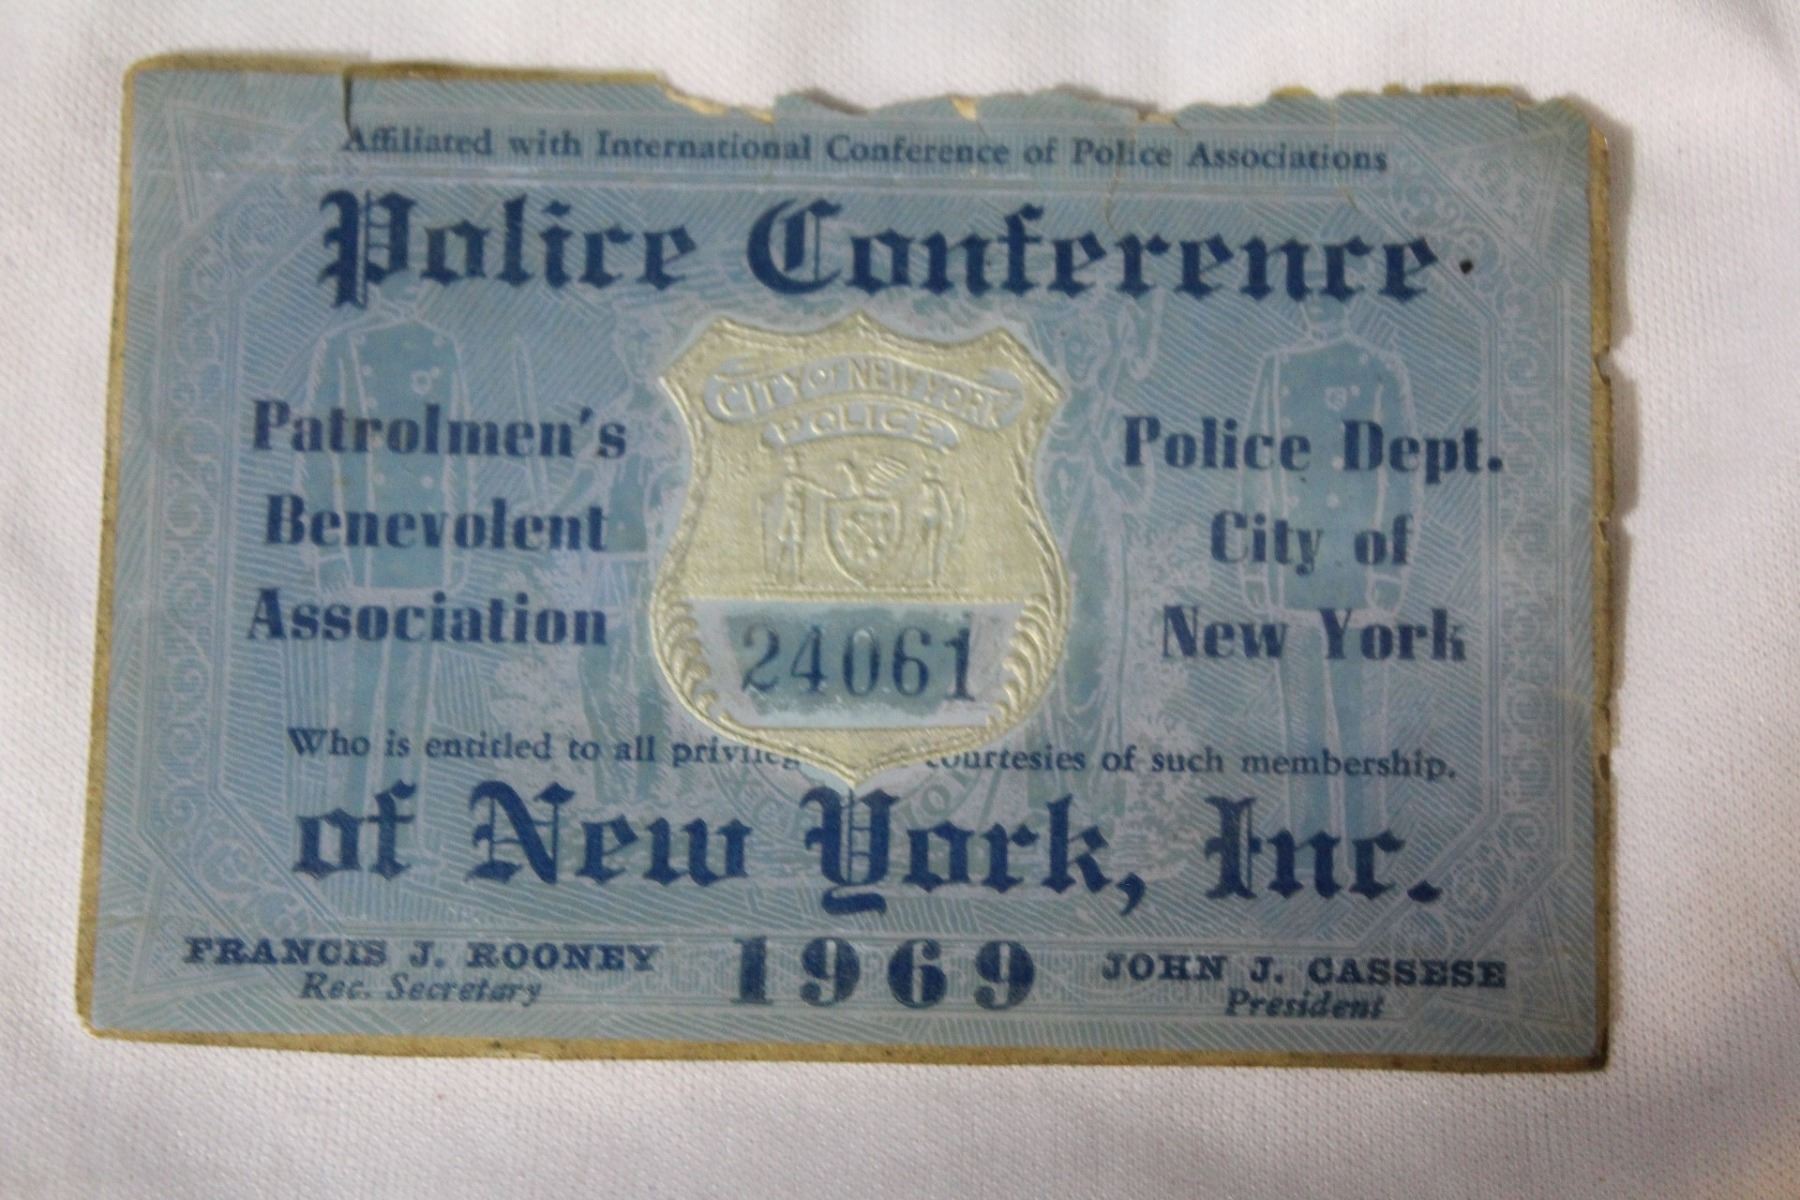 Affiliated with International Conference of Police Associations
Police Conference
CITY OF NEW YORK
POLICE
Patrolmen's
Benevolent
Association
Police Dept.
City of
New York
24061
Who is entitled to all courtesies of such membership.
of New York, Inc.
FRANCIS J. ROONEY
Rec. Secretary
1969
JOHN J. CASSESE
President